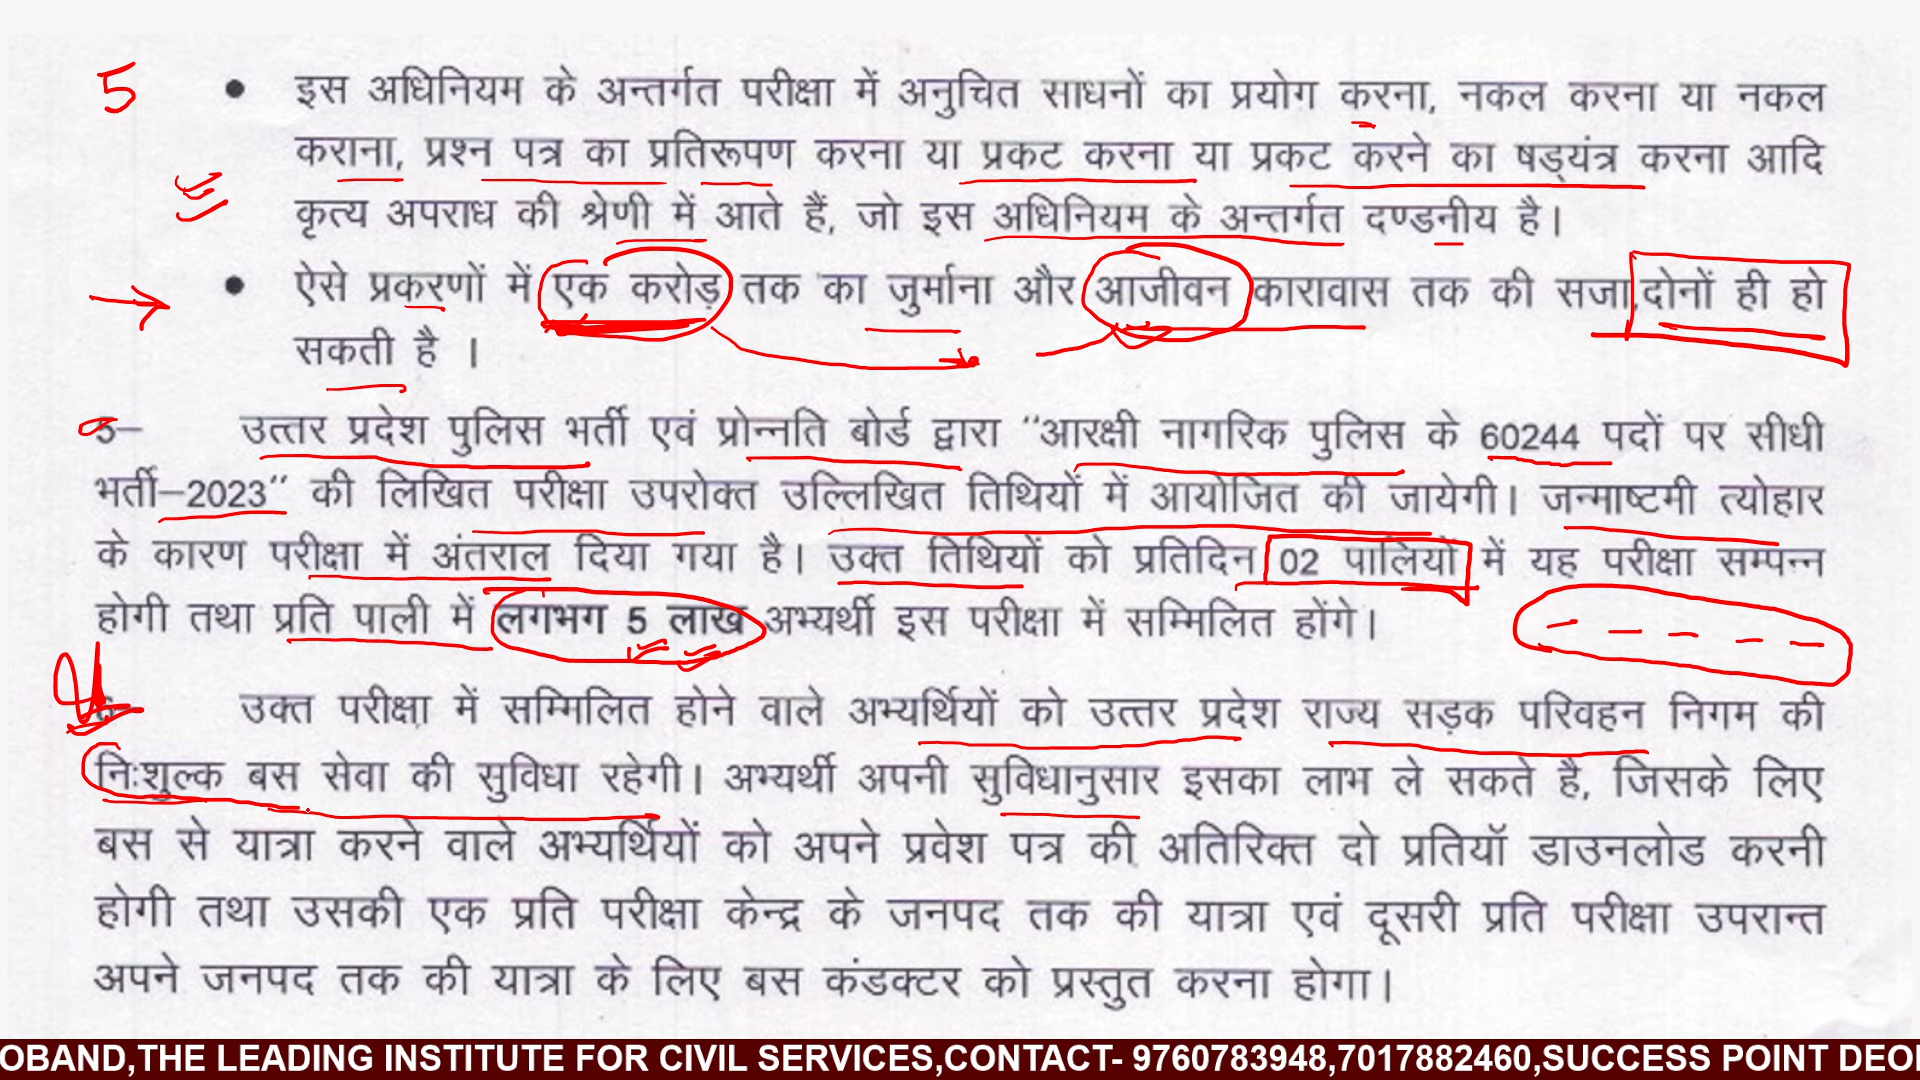 5
• इस अधिनियम के अन्तर्गत परीक्षा में अनुचित साधनों का प्रयोग करना, नकल करना या नकल
कराना, प्रश्न पत्र का प्रतिरूपण करना या प्रकट करना या प्रकट करने का षड्यंत्र करना आदि
कृत्य अपराध की श्रेणी में आते हैं, जो इस अधिनियम के अन्तर्गत दण्डनीय है।
• ऐसे प्रकरणों में एक करोड़ तक का जुर्माना और आजीवन कारावास तक की सजा,दोनों ही हो
सकती है ।
5– उत्तर प्रदेश पुलिस भर्ती एवं प्रोन्नति बोर्ड द्वारा "आरक्षी नागरिक पुलिस के 60244 पदों पर सीधी
भर्ती–2023" की लिखित परीक्षा उपरोक्त उल्लिखित तिथियों में आयोजित की जायेगी। जन्माष्टमी त्योहार
के कारण परीक्षा में अंतराल दिया गया है। उक्त तिथियों को प्रतिदिन 02 पालियों में यह परीक्षा सम्पन्न
होगी तथा प्रति पाली में लगभग 5 लाख अभ्यर्थी इस परीक्षा में सम्मिलित होंगे।
उक्त परीक्षा में सम्मिलित होने वाले अभ्यर्थियों को उत्तर प्रदेश राज्य सड़क परिवहन निगम की
निःशुल्क बस सेवा की सुविधा रहेगी। अभ्यर्थी अपनी सुविधानुसार इसका लाभ ले सकते है, जिसके लिए
बस से यात्रा करने वाले अभ्यर्थियों को अपने प्रवेश पत्र की अतिरिक्त दो प्रतियॉ डाउनलोड करनी
होगी तथा उसकी एक प्रति परीक्षा केन्द्र के जनपद तक की यात्रा एवं दूसरी प्रति परीक्षा उपरान्त
अपने जनपद तक की यात्रा के लिए बस कंडक्टर को प्रस्तुत करना होगा।
OBAND,THE LEADING INSTITUTE FOR CIVIL SERVICES,CONTACT- 9760783948,7017882460,SUCCESS POINT DEO